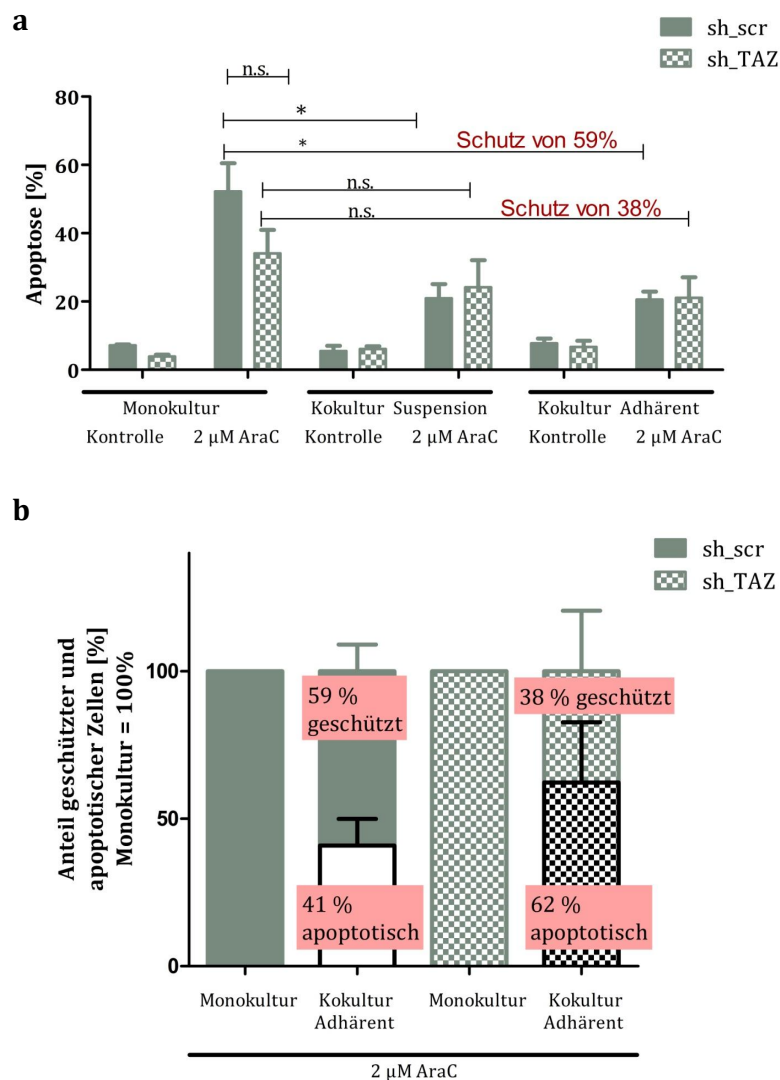 a
sh_scr
sh_TAZ
n.s.
*
* Schutz von 59%
n.s.
n.s. Schutz von 38%
Apoptose [%]
80
60
40
20
0
Monokultur Kokultur Suspension Kokultur Adhärent
Kontrolle 2 µM AraC Kontrolle 2 µM AraC Kontrolle 2 µM AraC
b
sh_scr
sh_TAZ
Anteil geschützter und
apoptotischer Zellen [%]
Monokultur = 100%
100
50
0
59 %
geschützt
38 % geschützt
41 %
apoptotisch
62 %
apoptotisch
Monokultur Kokultur Monokultur Kokultur
Adhärent Adhärent
2 µM AraC